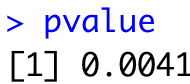 > pvalue
[1] 0.0041